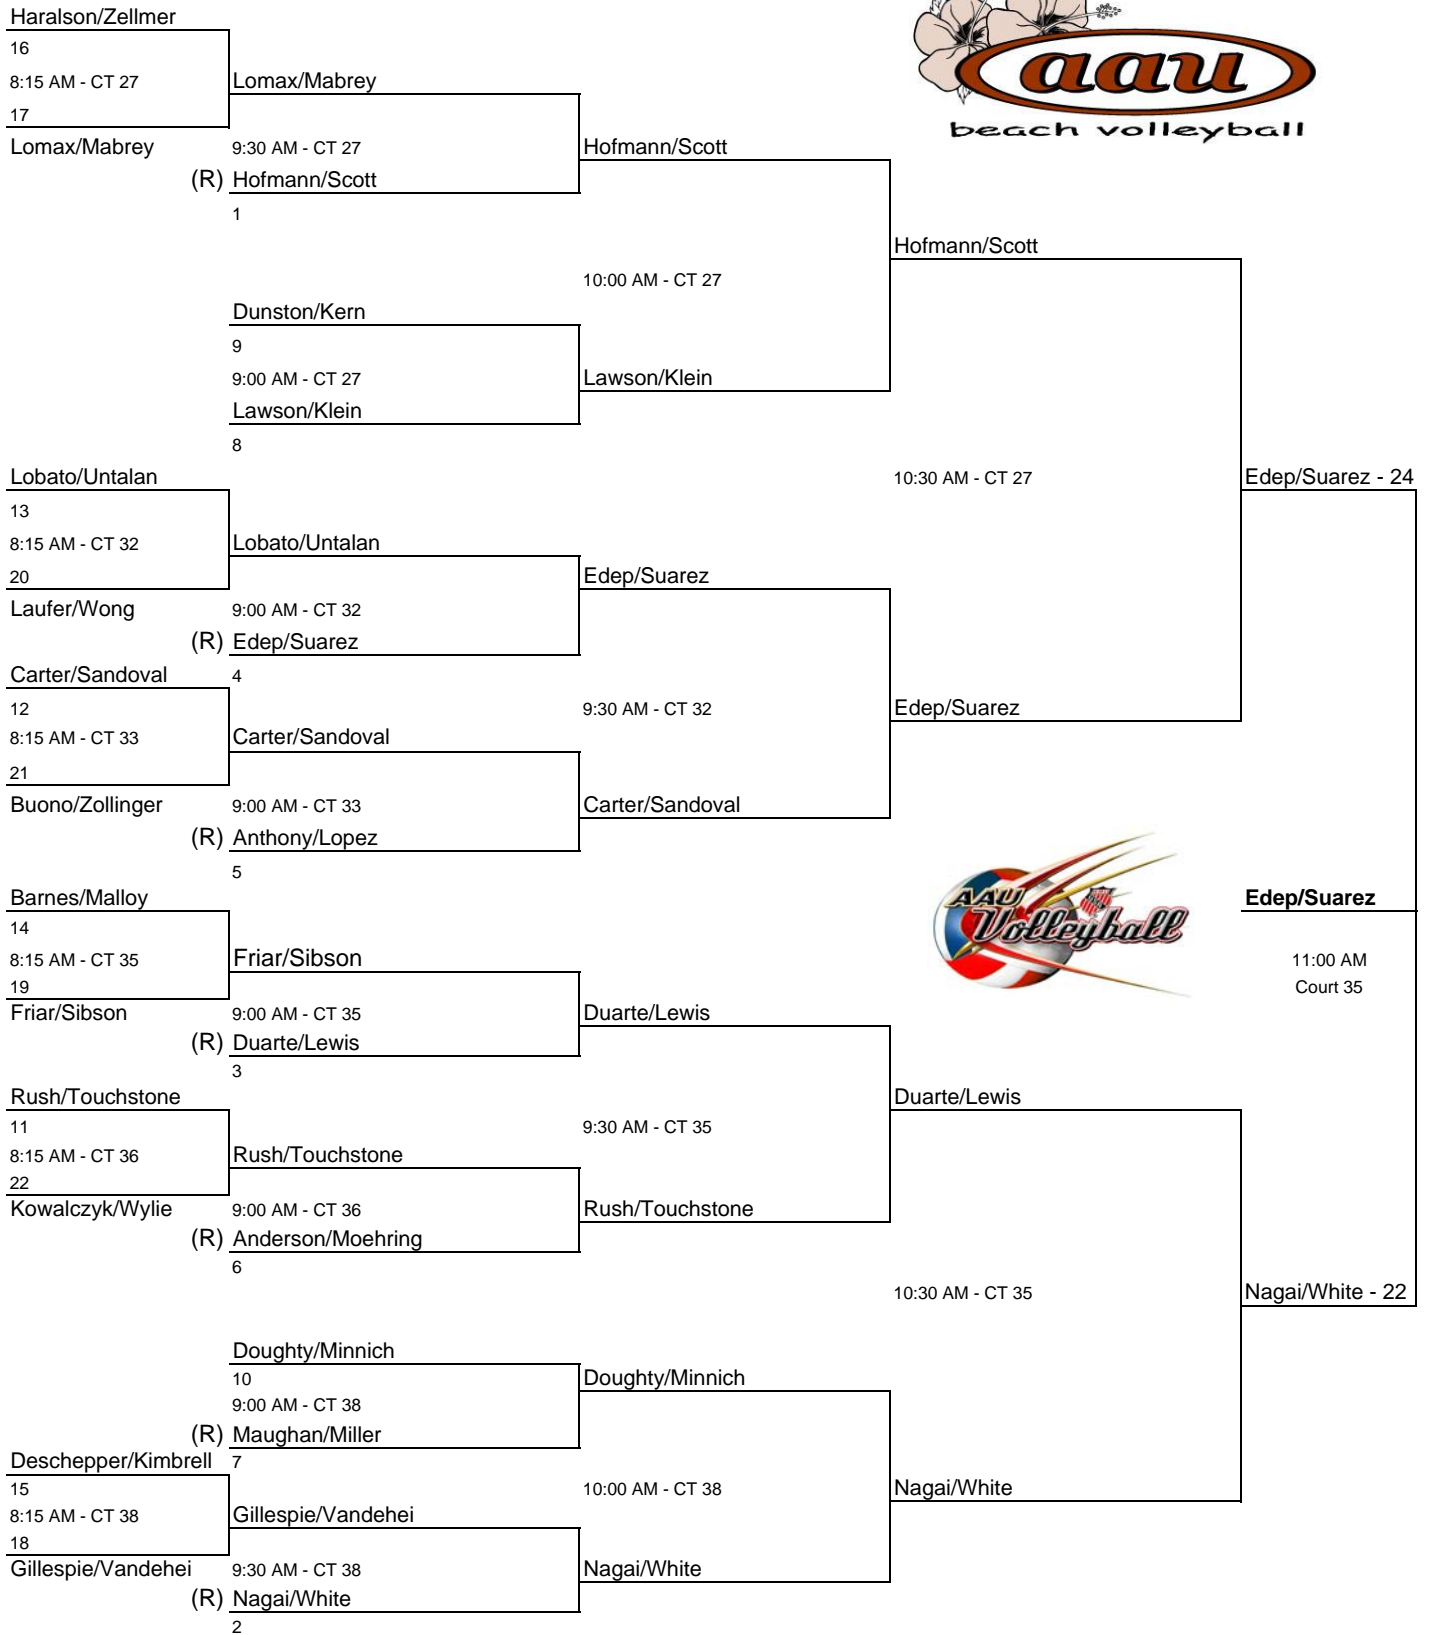 Haralson/Zellmer
16
8:15 AM - CT 27
17
Lomax/Mabrey
Lomax/Mabrey
9:30 AM - CT 27
(R) Hofmann/Scott
1
Hofmann/Scott
10:00 AM - CT 27
Dunston/Kern
9
9:00 AM - CT 27
Lawson/Klein
8
Lawson/Klein
Hofmann/Scott
aau
beach volleyball
Lobato/Untalan
13
8:15 AM - CT 32
20
Laufer/Wong
Lobato/Untalan
9:00 AM - CT 32
(R) Edep/Suarez
4
Edep/Suarez
Carter/Sandoval
12
8:15 AM - CT 33
21
Buono/Zollinger
Carter/Sandoval
9:00 AM - CT 33
(R) Anthony/Lopez
5
Carter/Sandoval
9:30 AM - CT 32
Edep/Suarez
10:30 AM - CT 27
Edep/Suarez - 24
Barnes/Malloy
14
8:15 AM - CT 35
19
Friar/Sibson
Friar/Sibson
9:00 AM - CT 35
(R) Duarte/Lewis
3
Duarte/Lewis
Rush/Touchstone
11
8:15 AM - CT 36
22
Kowalczyk/Wylie
Rush/Touchstone
9:00 AM - CT 36
(R) Anderson/Moehring
6
Rush/Touchstone
9:30 AM - CT 35
Duarte/Lewis
AAU
Volleyball
Edep/Suarez
11:00 AM
Court 35
10:30 AM - CT 35
Nagai/White - 22
Doughty/Minnich
10
9:00 AM - CT 38
(R) Maughan/Miller
7
Doughty/Minnich
Deschepper/Kimbrell
15
8:15 AM - CT 38
18
Gillespie/Vandehei
Gillespie/Vandehei
9:30 AM - CT 38
(R) Nagai/White
2
Nagai/White
10:00 AM - CT 38
Nagai/White